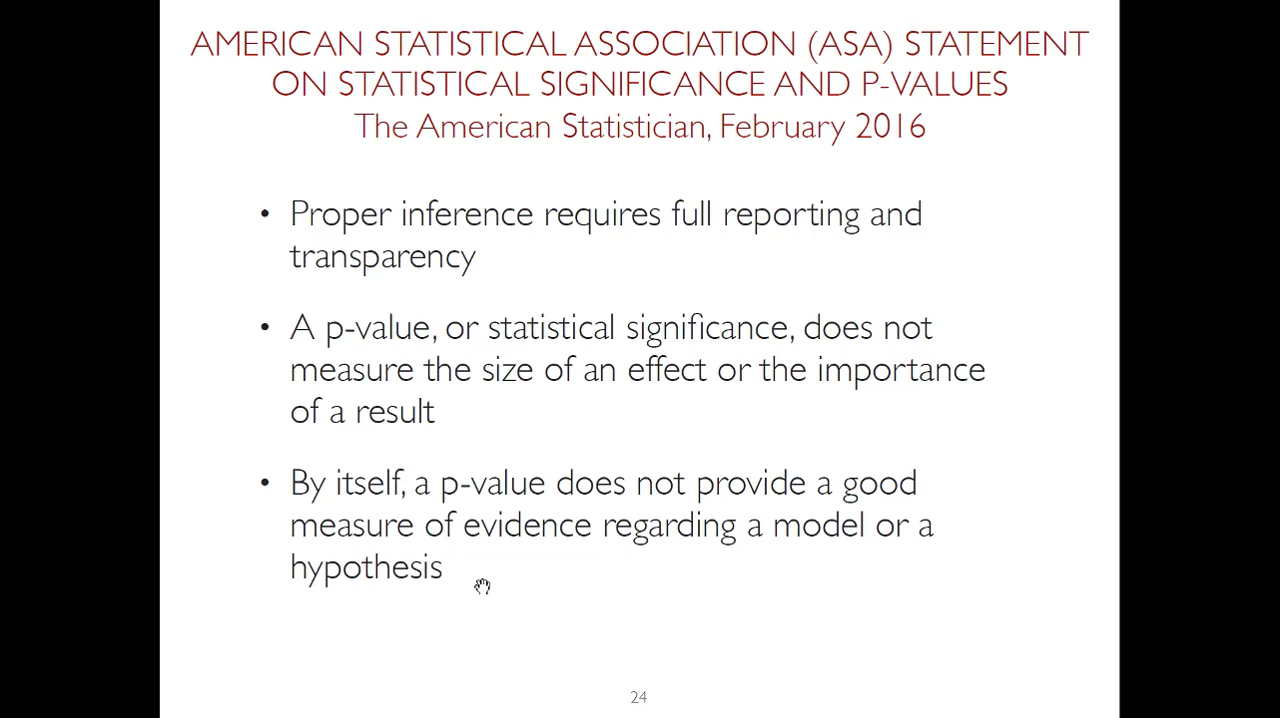 AMERICAN STATISTICAL ASSOCIATION (ASA) STATEMENT
ON STATISTICAL SIGNIFICANCE AND P-VALUES
The American Statistician, February 2016
• Proper inference requires full reporting and
transparency
• A p-value, or statistical significance, does not
measure the size of an effect or the importance
of a result
• By itself, a p-value does not provide a good
measure of evidence regarding a model or a
hypothesis
24